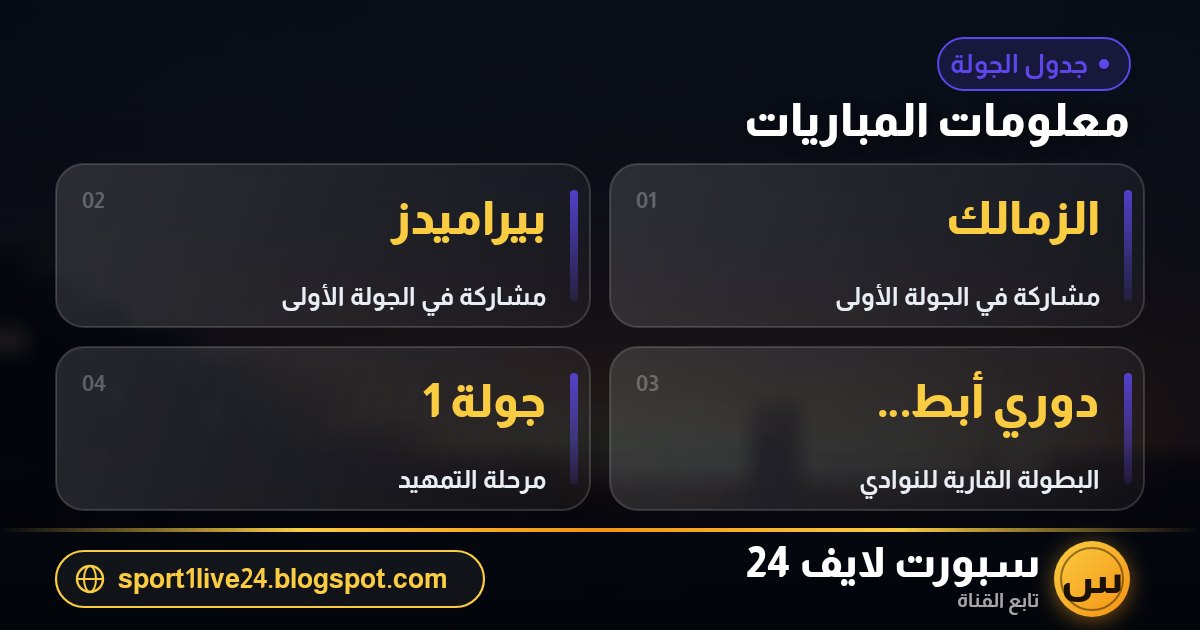 • جدول الجولة
معلومات المباريات
01
الزمالك
مشاركة في الجولة الأولى
02
بيراميدز
مشاركة في الجولة الأولى
03
دوري أبط...
البطولة القارية للنوادي
04
جولة 1
مرحلة التمهيد
س
سبورت لايف 24
تابع القناة
sport1live24.blogspot.com